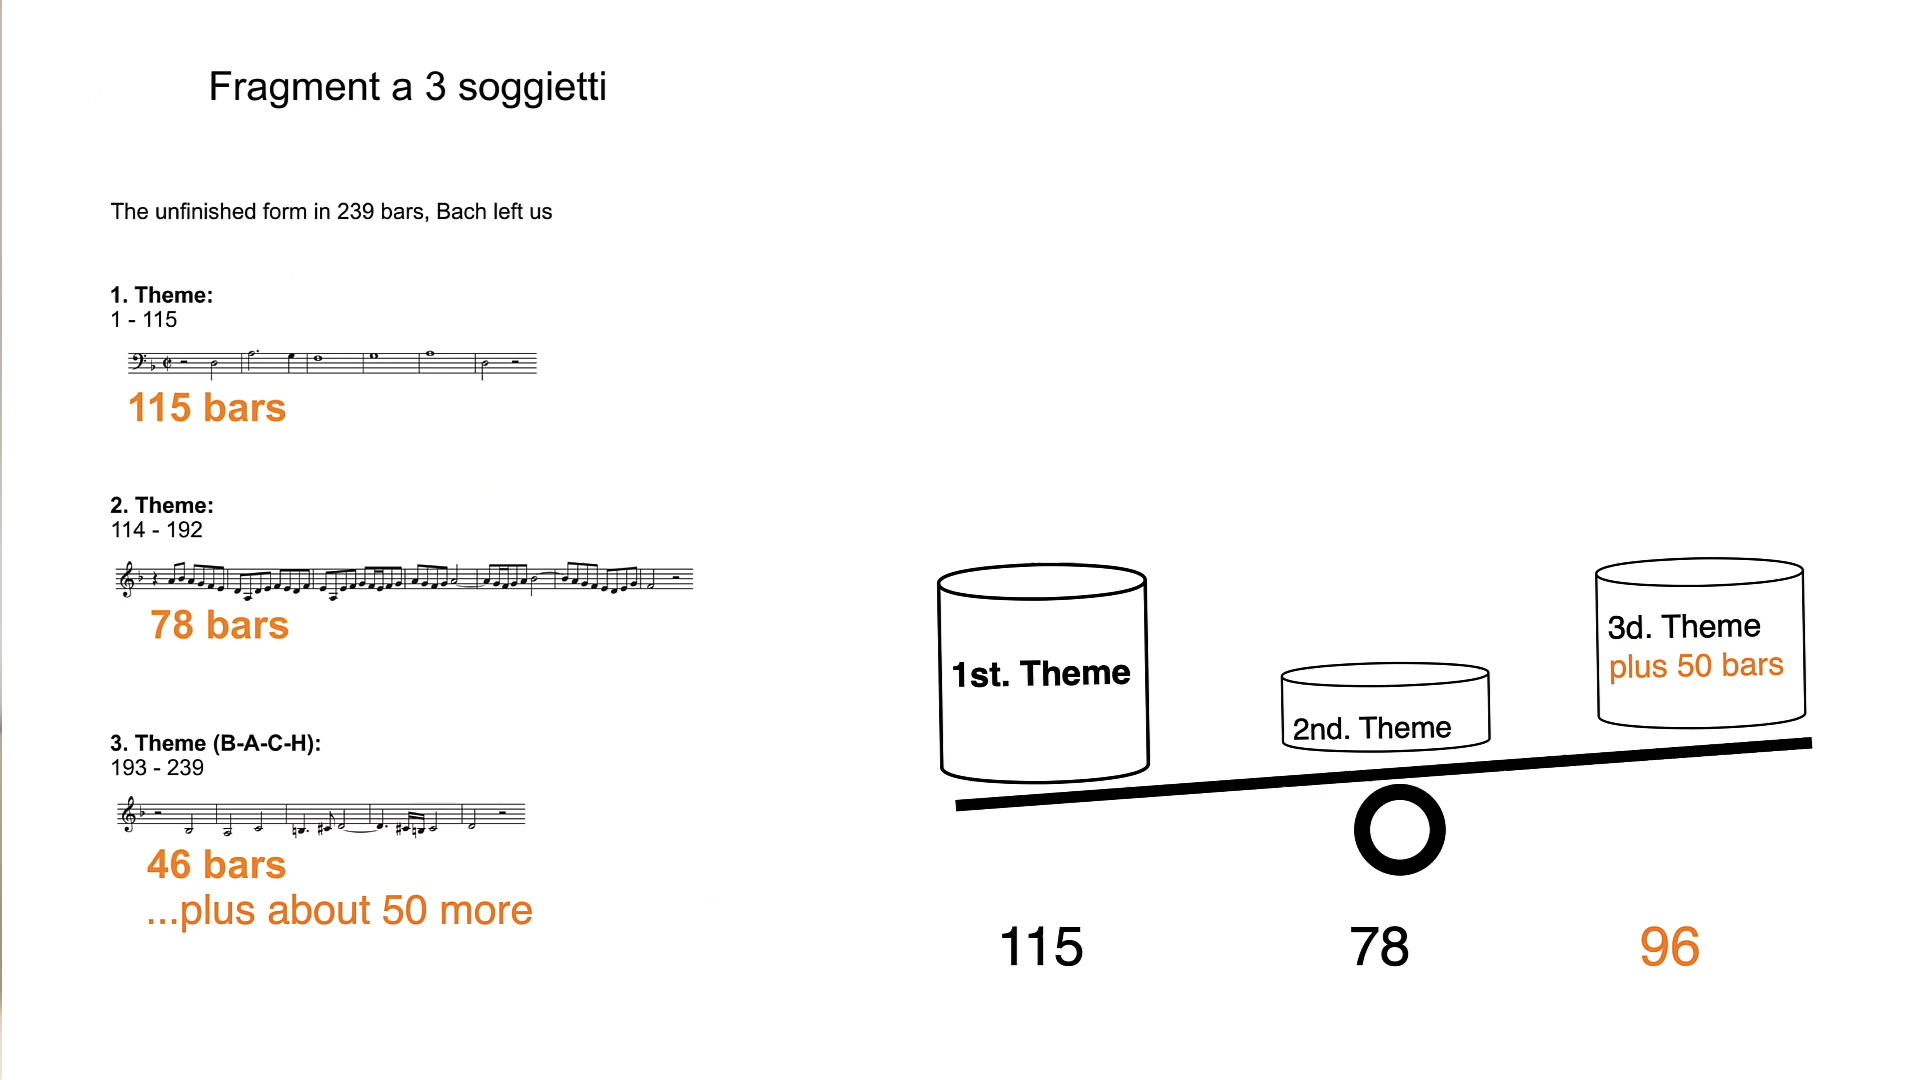 Fragment a 3 soggietti
The unfinished form in 239 bars, Bach left us
1. Theme:
1 - 115
115 bars
2. Theme:
114 - 192
78 bars
3. Theme (B-A-C-H):
193 - 239
46 bars
...plus about 50 more
1st. Theme
2nd. Theme
3d. Theme
plus 50 bars
115
78
96